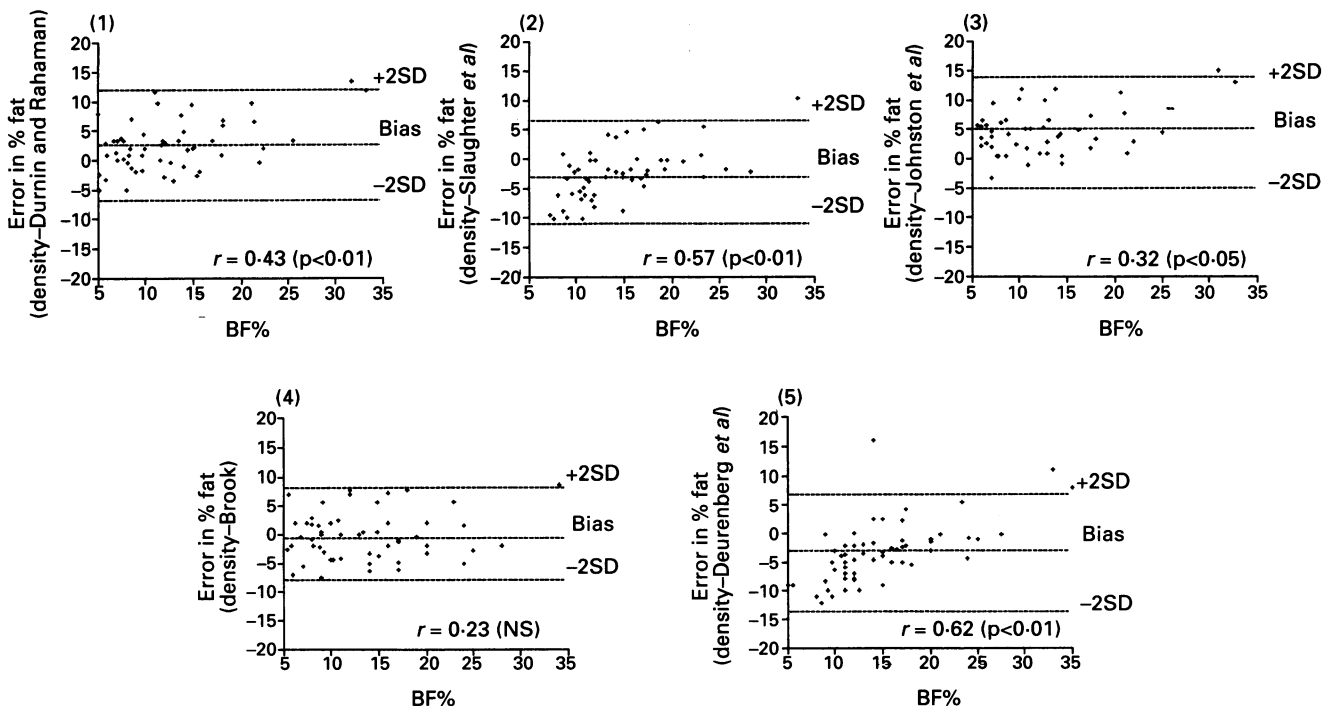 (1)
Error in % fat
(density–Durnin and Rahaman)
20
15
10
5
0
–5
–10
–15
–20
+2SD
Bias
–2SD
r = 0·43 (p<0·01)
5 10 15 20 25 30 35
BF%
(2)
Error in % fat
(density–Slaughter et al)
20
15
10
5
0
–5
–10
–15
–20
+2SD
Bias
–2SD
r = 0·57 (p<0·01)
5 10 15 20 25 30 35
BF%
(3)
Error in % fat
(density–Johnston et al)
20
15
10
5
0
–5
–10
–15
–20
+2SD
Bias
–2SD
r = 0·32 (p<0·05)
5 10 15 20 25 30 35
BF%
(4)
Error in % fat
(density–Brook)
20
15
10
5
0
–5
–10
–15
–20
+2SD
Bias
–2SD
r = 0·23 (NS)
5 10 15 20 25 30 35
BF%
(5)
Error in % fat
(density–Deurenberg et al)
20
15
10
5
0
–5
–10
–15
–20
+2SD
Bias
–2SD
r = 0·62 (p<0·01)
5 10 15 20 25 30 35
BF%